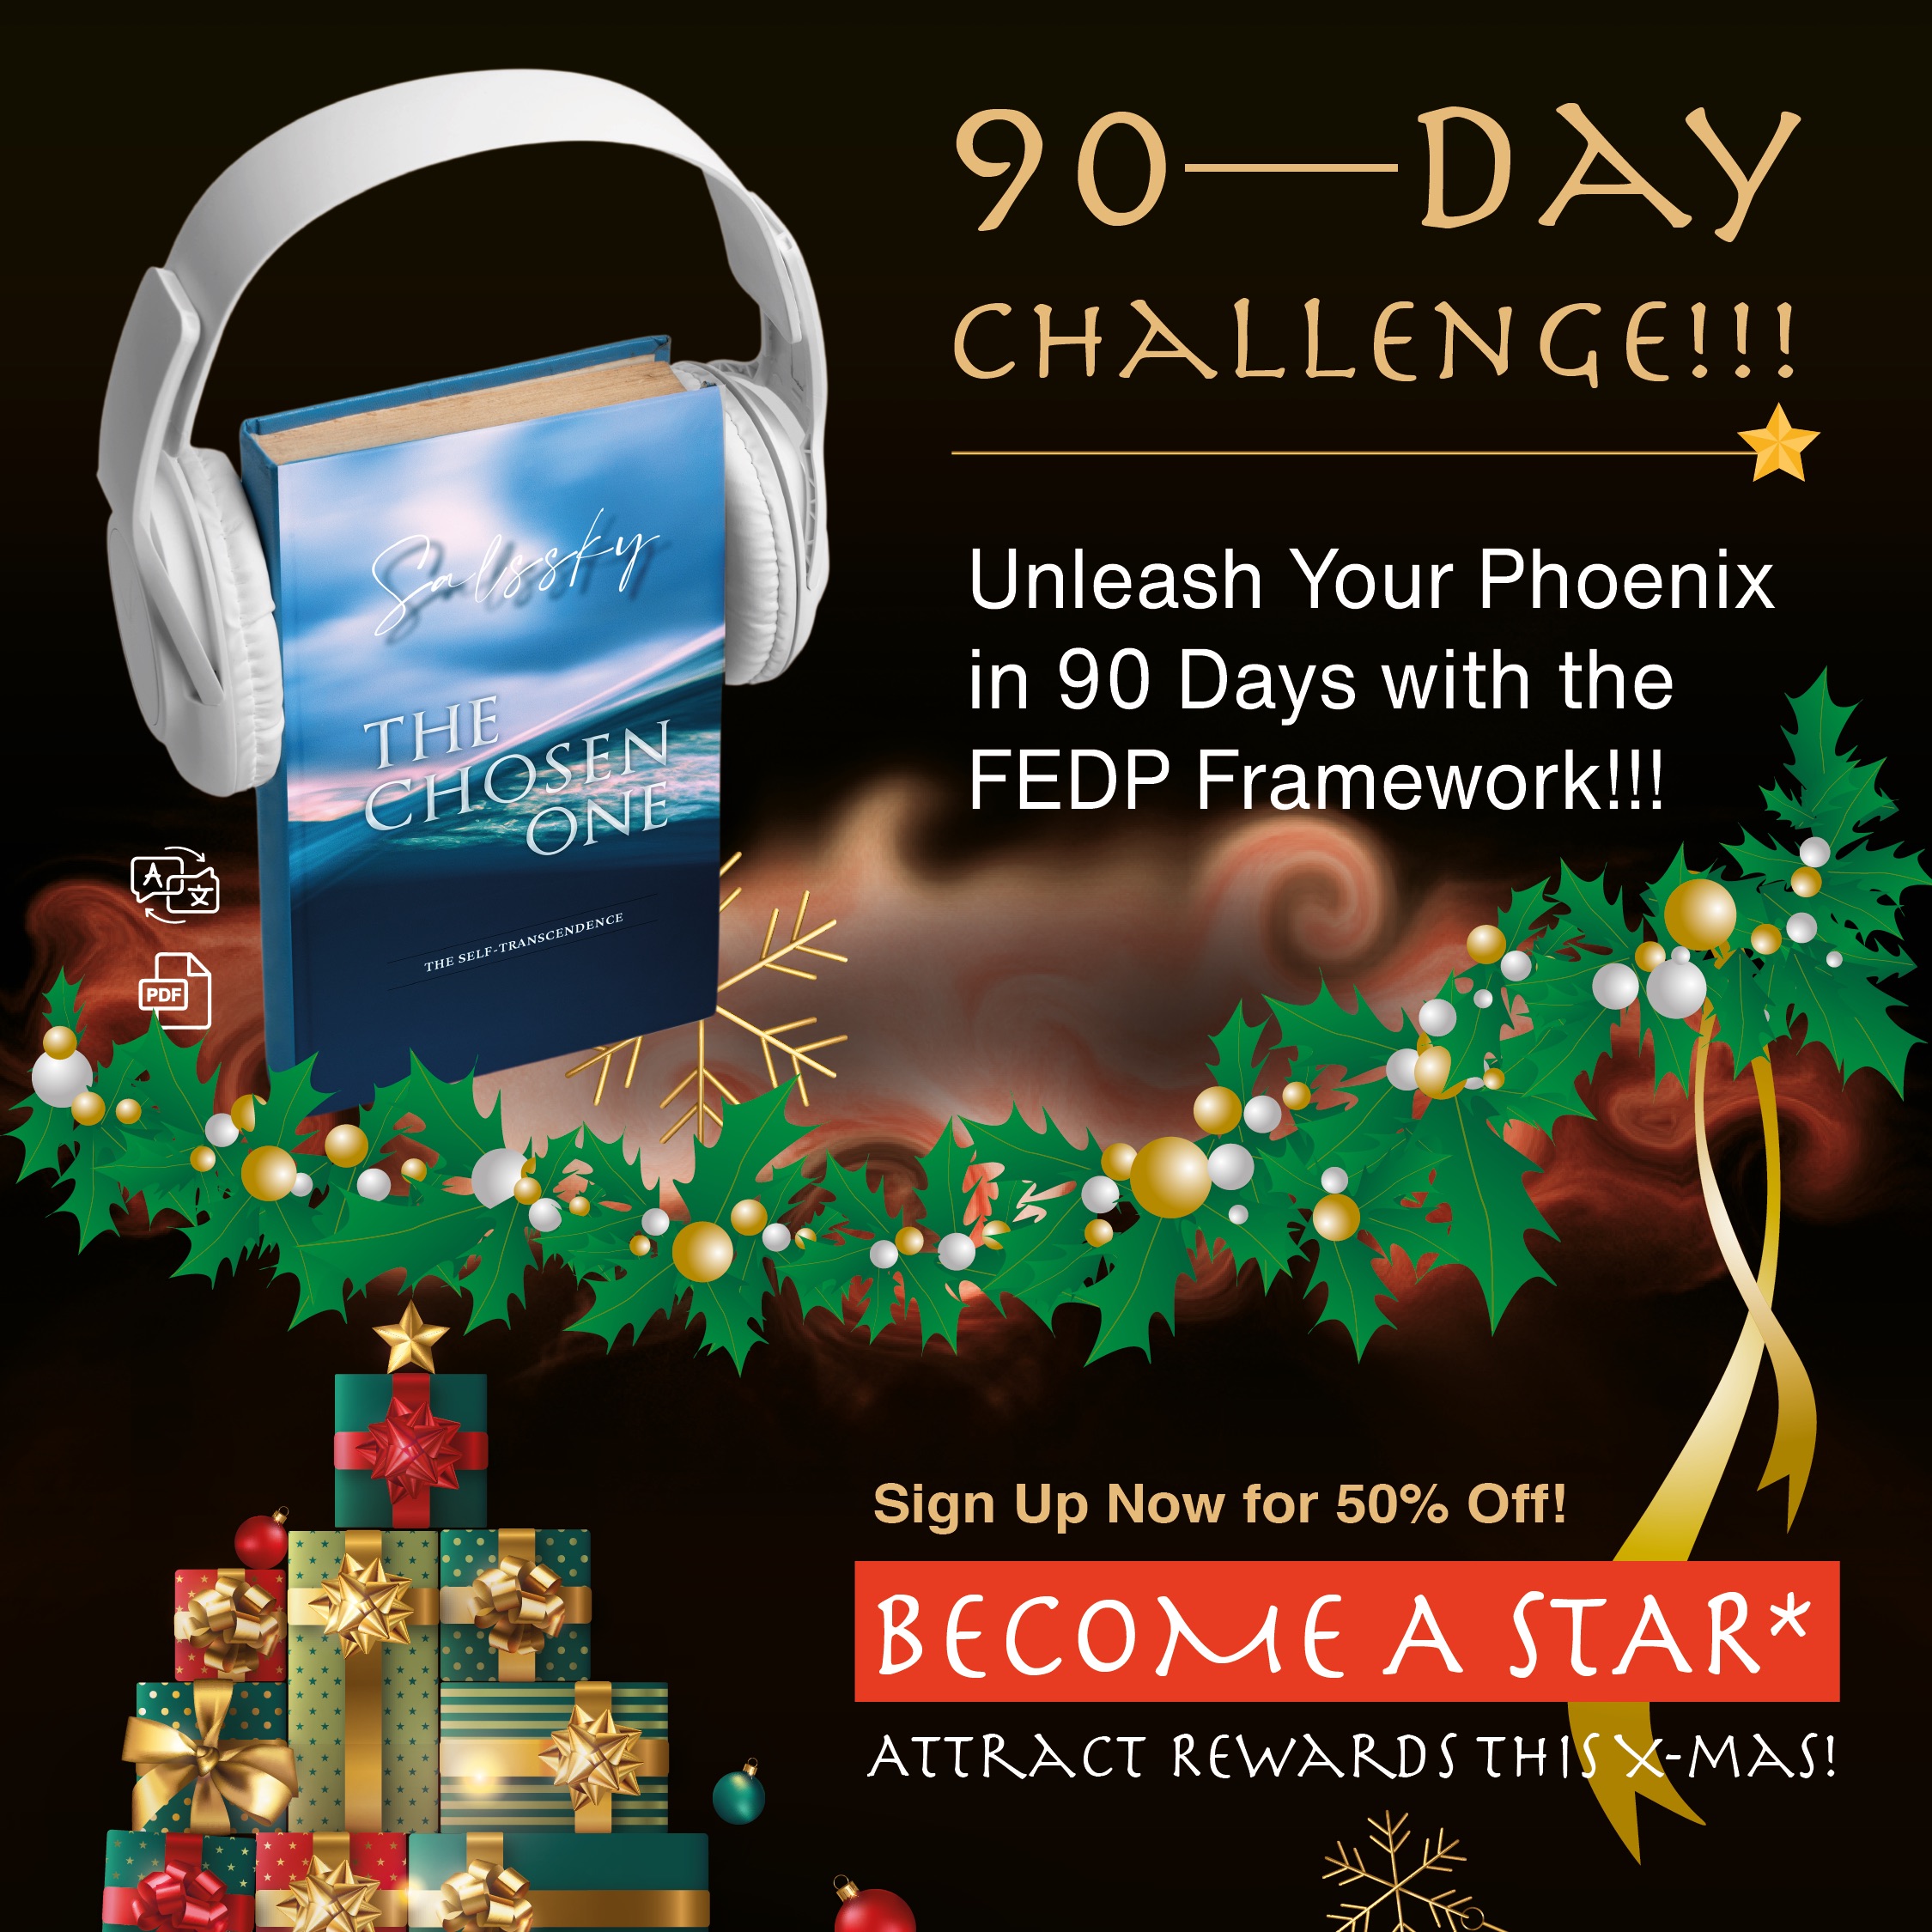 90—DAY
CHALLENGE!!!
Unleash Your Phoenix
in 90 Days with the
FEDP Framework!!!
Salssky
THE
CHOSEN
ONE
THE SELF-TRANSCENDENCE
A
文
PDF
Sign Up Now for 50% Off!
BECOME A STAR*
ATTRACT REWARDS THIS X-MAS!